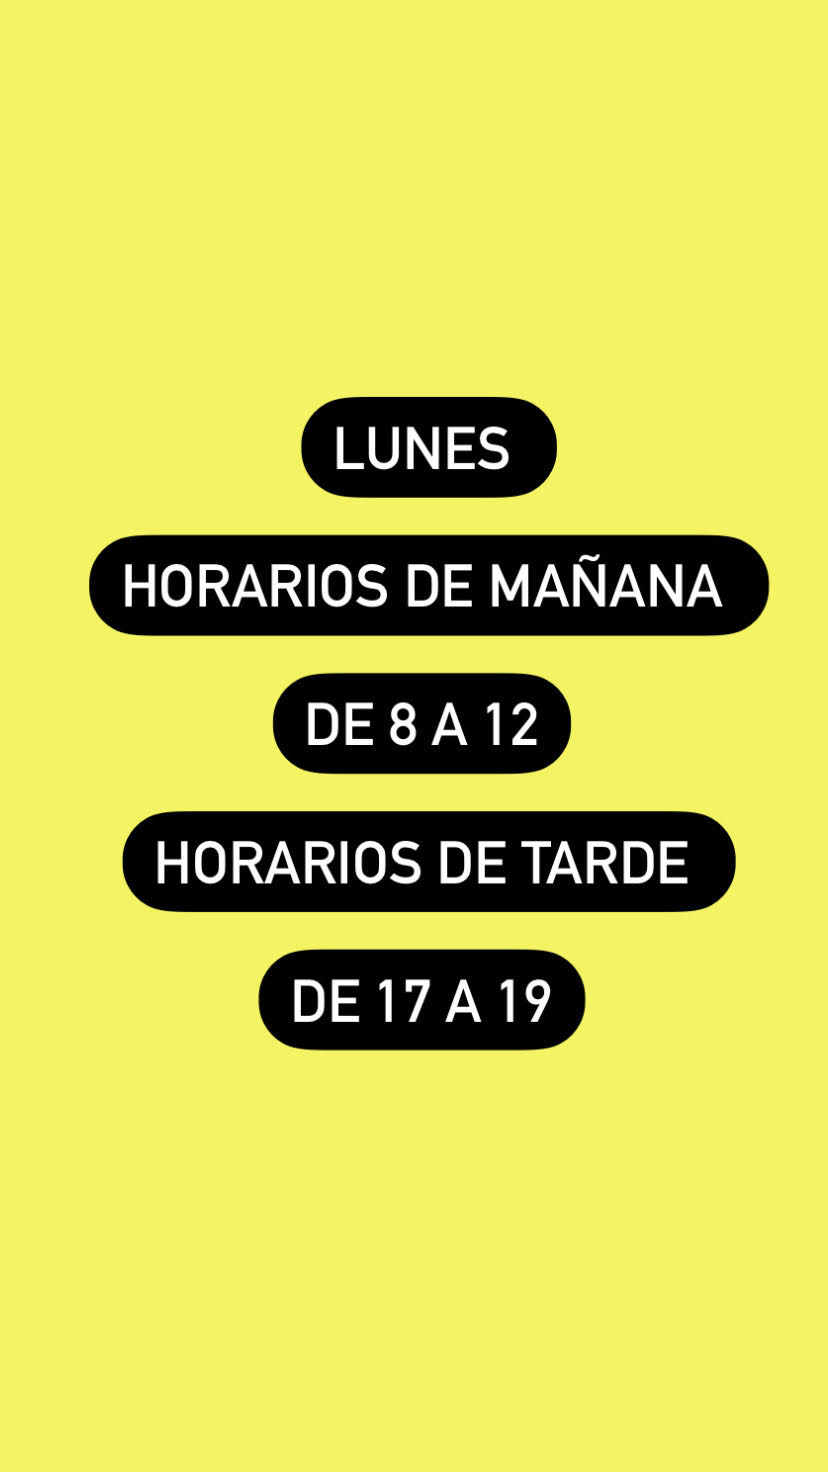 LUNES
HORARIOS DE MAÑANA
DE 8 A 12
HORARIOS DE TARDE
DE 17 A 19